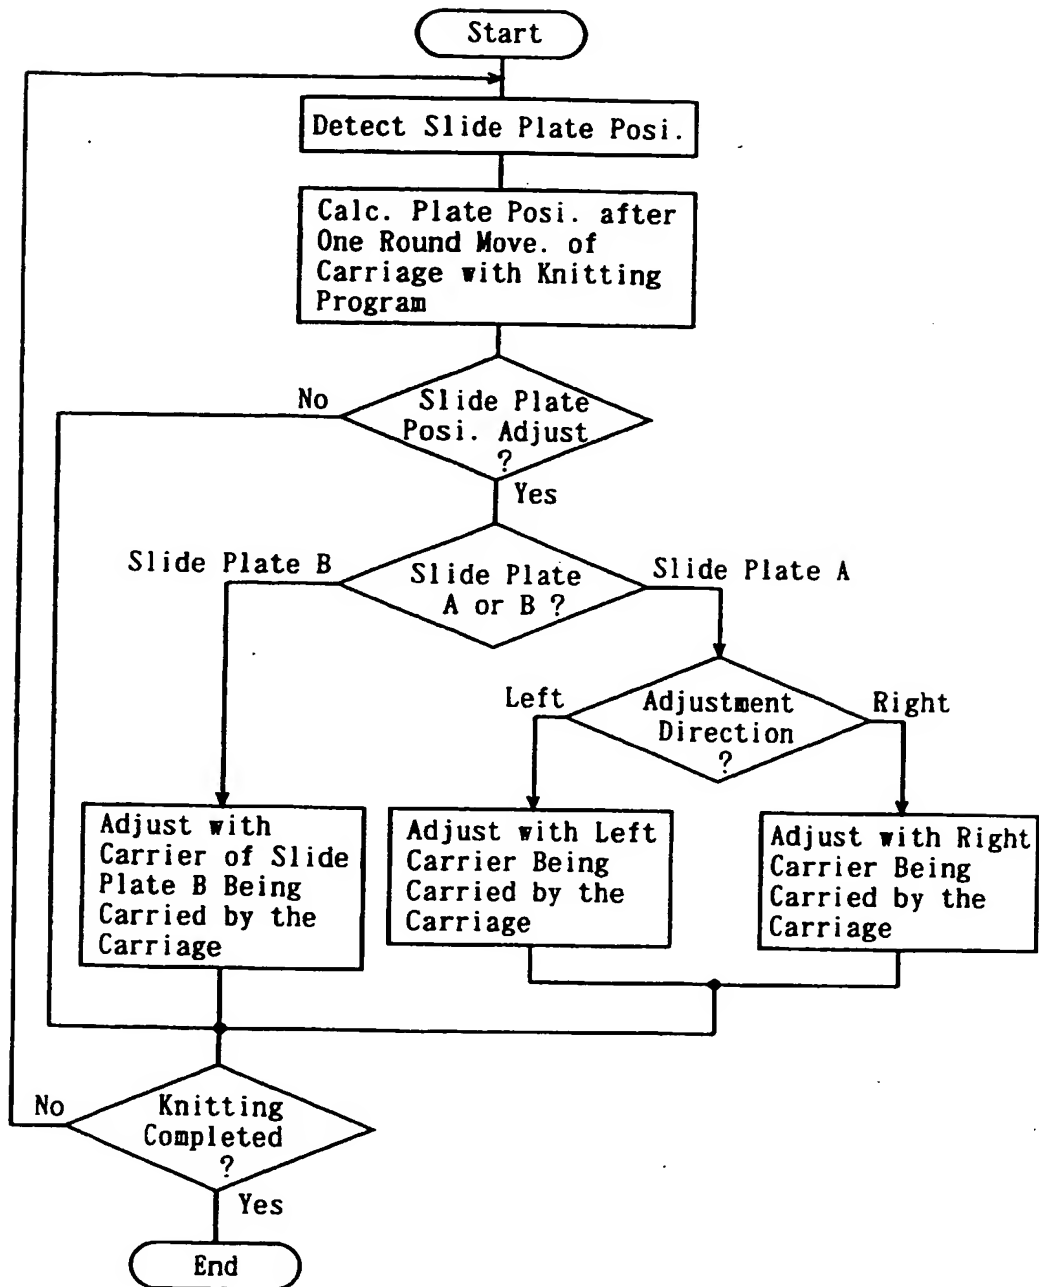 Start
Detect Slide Plate Posi.
Calc. Plate Posi. after
One Round Move. of
Carriage with Knitting
Program
No
Slide Plate
Posi. Adjust
?
Yes
Slide Plate B
Slide Plate
A or B ?
Slide Plate A
Left
Adjustment
Direction
?
Right
Adjust with
Carrier of Slide
Plate B Being
Carried by the
Carriage
Adjust with Left
Carrier Being
Carried by the
Carriage
Adjust with Right
Carrier Being
Carried by the
Carriage
No
Knitting
Completed
?
Yes
End